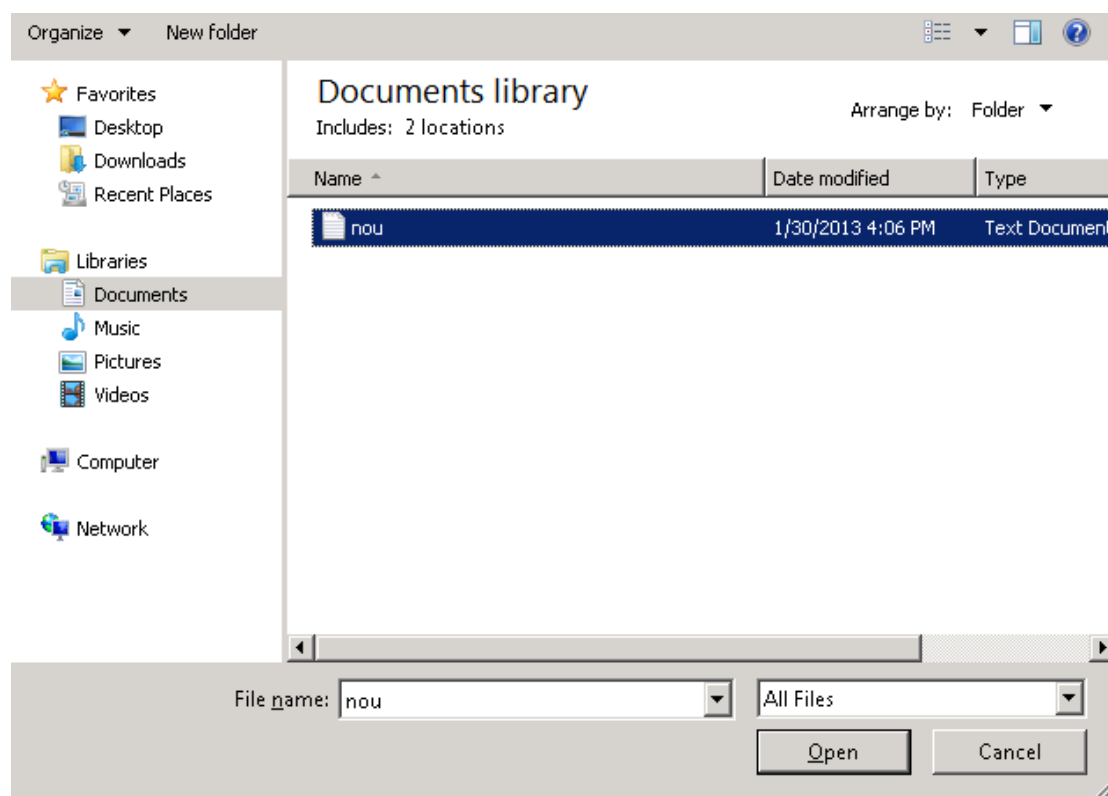 Organize New folder
Favorites
Desktop
Downloads
Recent Places
Libraries
Documents
Music
Pictures
Videos
Computer
Network
Documents library
Includes: 2 locations
Arrange by: Folder
Name Date modified Type
nou 1/30/2013 4:06 PM Text Document
File name: nou All Files
Open Cancel